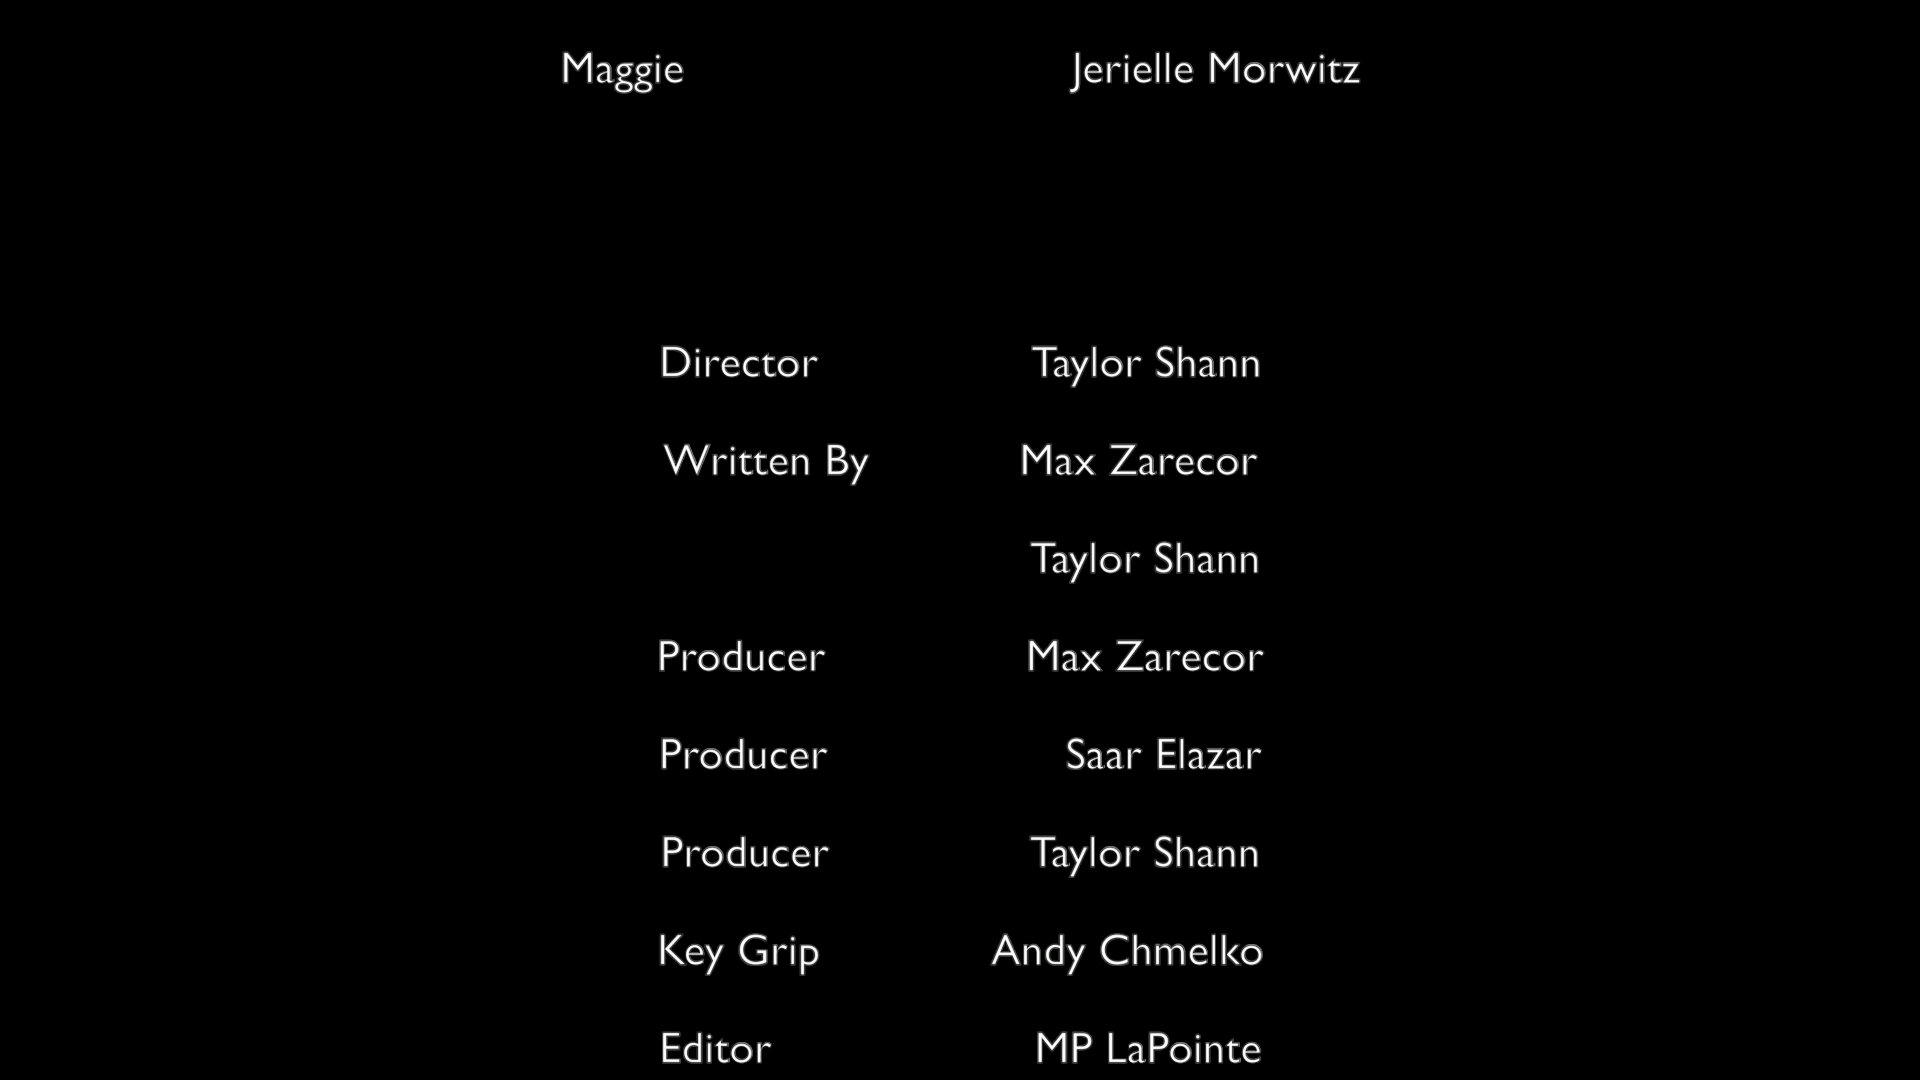 Maggie Jerielle Morwitz
Director Taylor Shann
Written By Max Zarecor
Taylor Shann
Producer Max Zarecor
Producer Saar Elazar
Producer Taylor Shann
Key Grip Andy Chmelko
Editor MP LaPointe